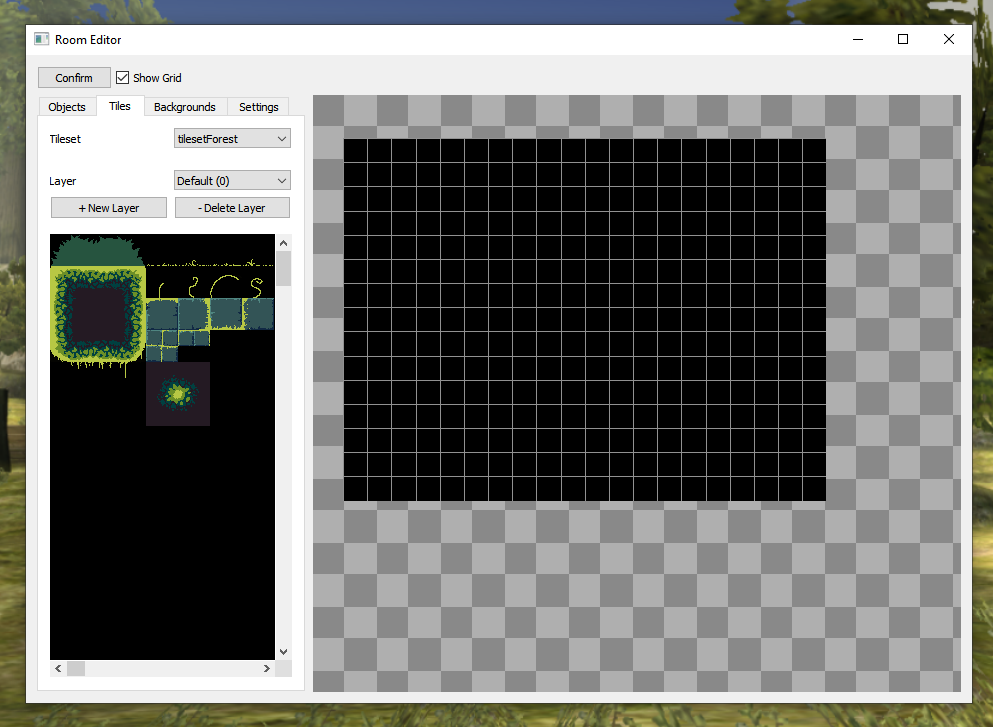 Room Editor
Confirm
Show Grid
Objects
Tiles
Backgrounds
Settings
Tileset
tilesetForest
Layer
Default (0)
+ New Layer
- Delete Layer